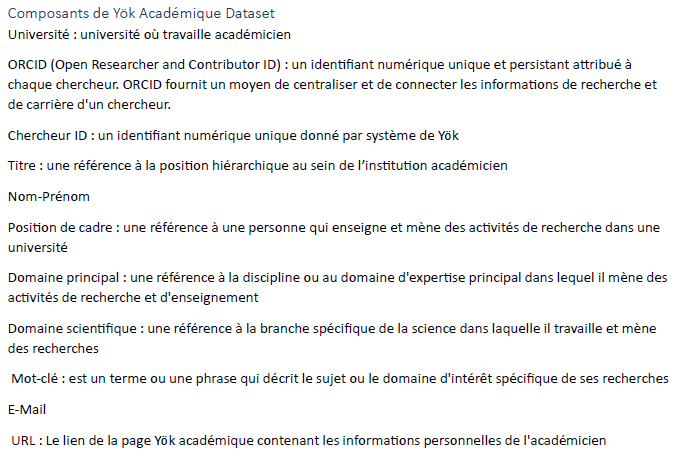 Composants de Yök Académique Dataset
Université : université où travaille académicien
ORCID (Open Researcher and Contributor ID) : un identifiant numérique unique et persistant attribué à
chaque chercheur. ORCID fournit un moyen de centraliser et de connecter les informations de recherche et
de carrière d'un chercheur.
Chercheur ID : un identifiant numérique unique donné par système de Yök
Titre : une référence à la position hiérarchique au sein de l’institution académicien
Nom-Prénom
Position de cadre : une référence à une personne qui enseigne et mène des activités de recherche dans une
université
Domaine principal : une référence à la discipline ou au domaine d'expertise principal dans lequel il mène des
activités de recherche et d'enseignement
Domaine scientifique : une référence à la branche spécifique de la science dans laquelle il travaille et mène
des recherches
Mot-clé : est un terme ou une phrase qui décrit le sujet ou le domaine d'intérêt spécifique de ses recherches
E-Mail
URL : Le lien de la page Yök académique contenant les informations personnelles de l'académicien